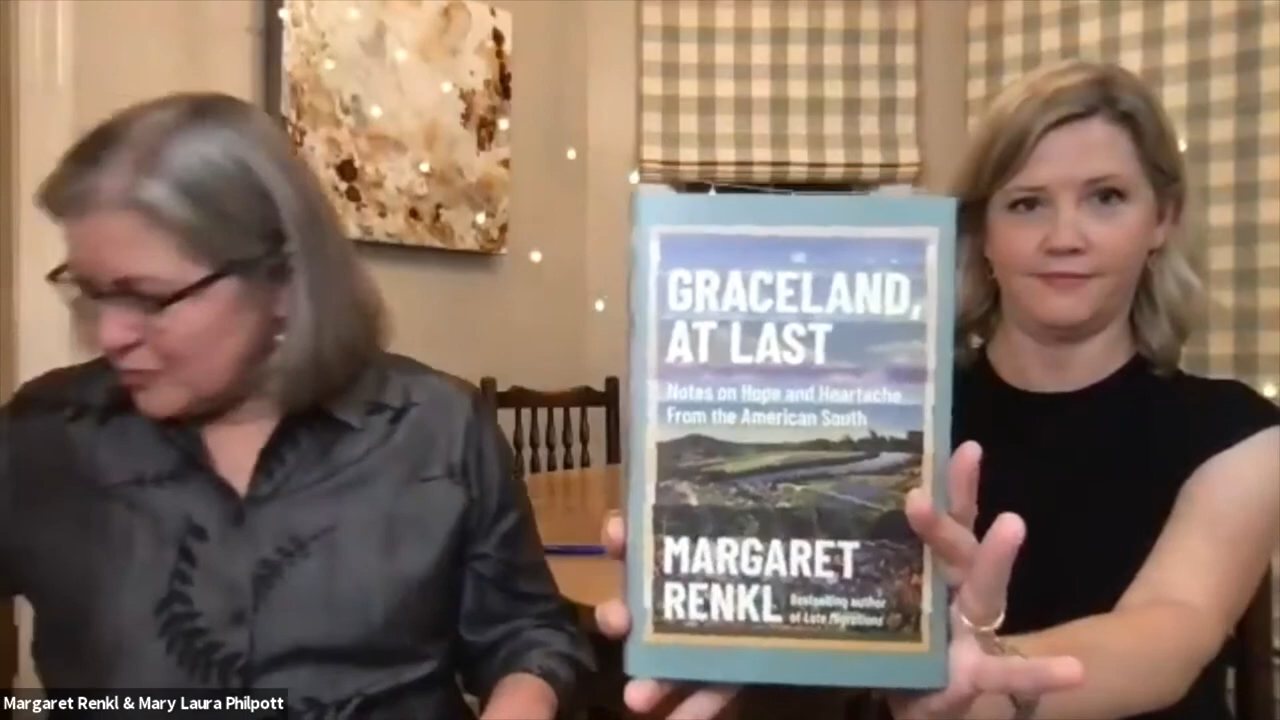 GRACELAND,
AT LAST
Notes on Hope and Heartache
From the American South
MARGARET
RENKL
Bestselling author
of Late Migrations
Margaret Renkl & Mary Laura Philpott